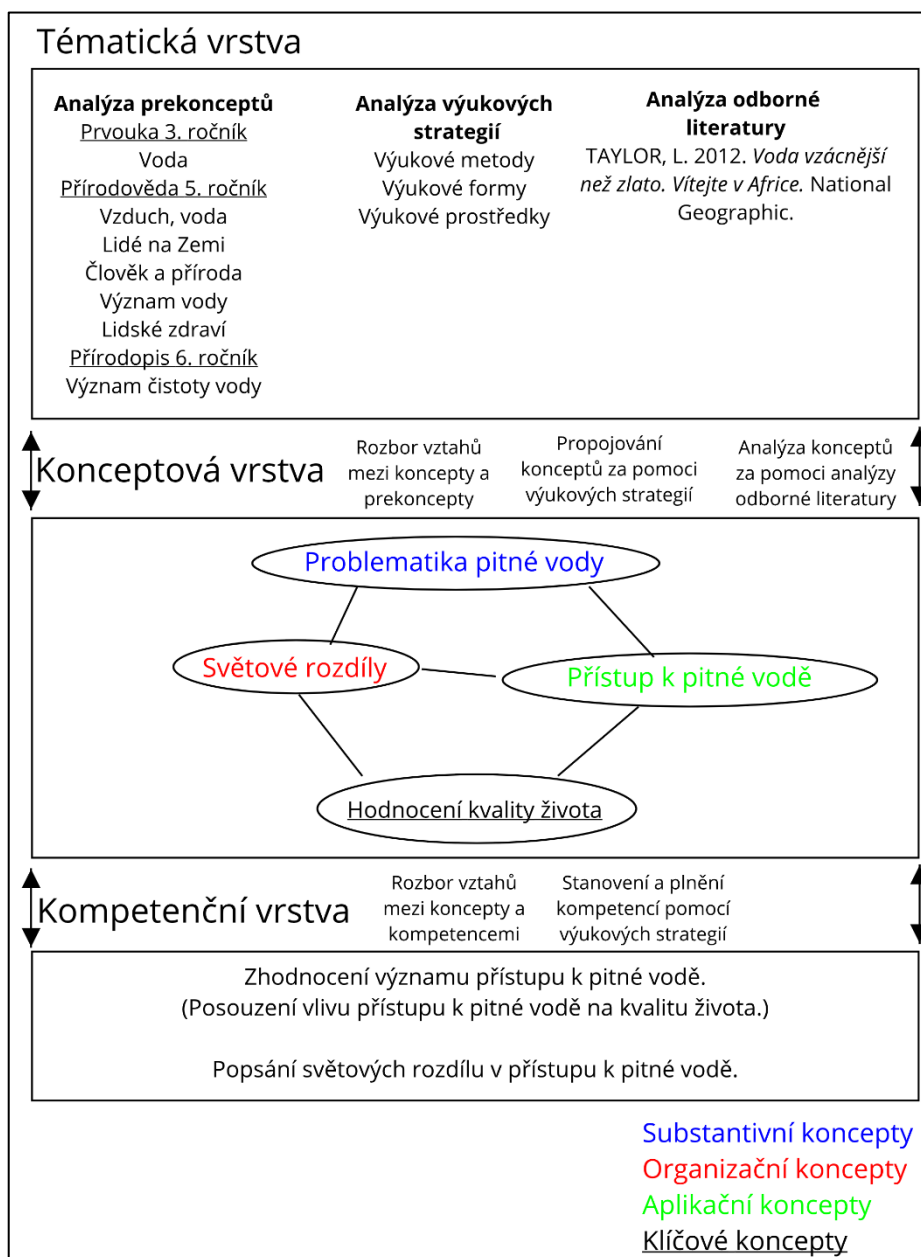 Tématická vrstva
Analýza prekonceptů
Prvouka 3. ročník
Voda
Přírodověda 5. ročník
Vzduch, voda
Lidé na Zemi
Člověk a příroda
Význam vody
Lidské zdraví
Přírodopis 6. ročník
Význam čistoty vody
Analýza výukových
strategií
Výukové metody
Výukové formy
Výukové prostředky
Analýza odborné
literatury
TAYLOR, L. 2012. Voda vzácnější
než zlato. Vítejte v Africe. National
Geographic.
Konceptová vrstva
Rozbor vztahů
mezi koncepty a
prekoncepty
Propojování
konceptů za pomoci
výukových strategií
Analýza konceptů
za pomoci analýzy
odborné literatury
Problematika pitné vody
Světové rozdíly
Přístup k pitné vodě
Hodnocení kvality života
Kompetenční vrstva
Rozbor vztahů
mezi koncepty a
kompetencemi
Stanovení a plnění
kompetencí pomocí
výukových strategií
Zhodnocení významu přístupu k pitné vodě.
(Posouzení vlivu přístupu k pitné vodě na kvalitu života.)
Popsání světových rozdílu v přístupu k pitné vodě.
Substantivní koncepty
Organizační koncepty
Aplikační koncepty
Klíčové koncepty